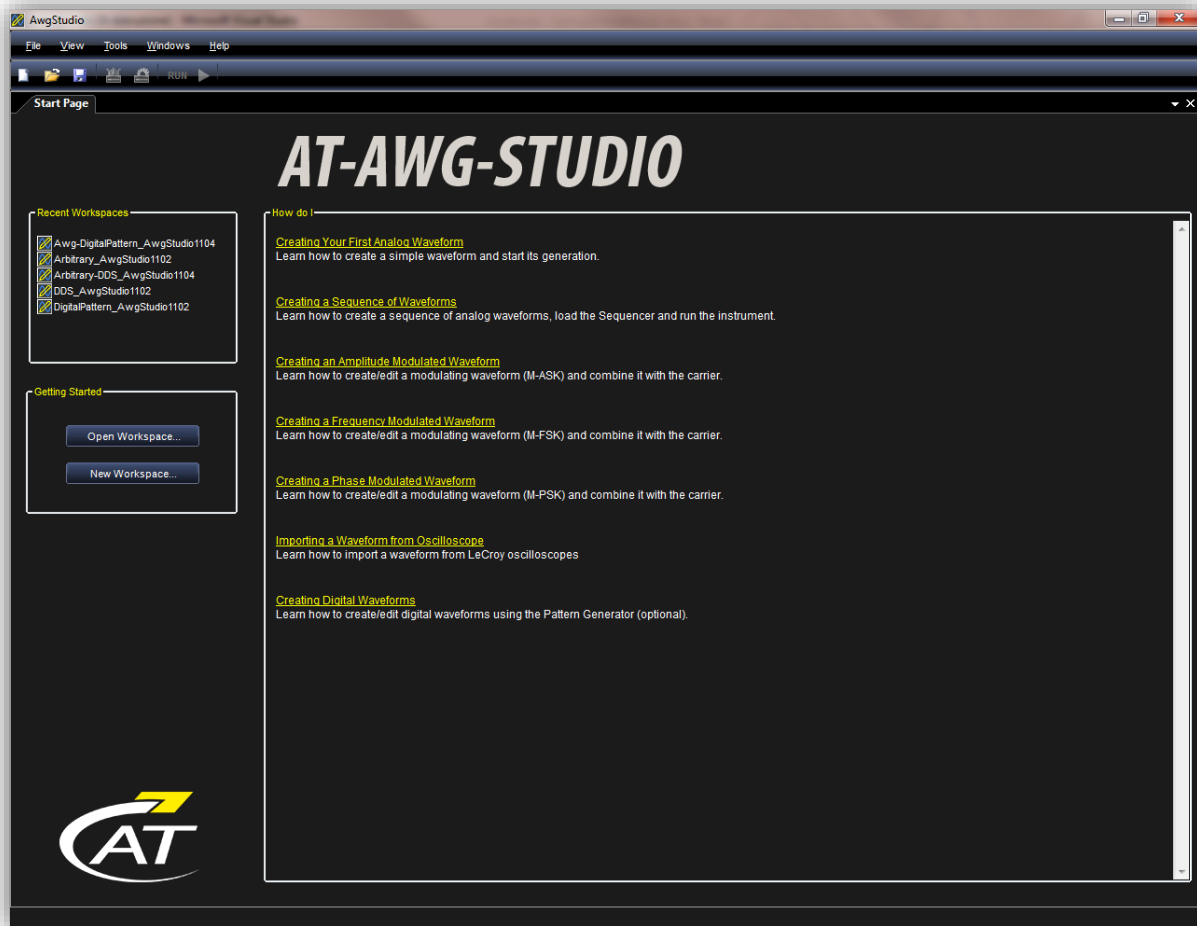 AwgStudio
File View Tools Windows Help
RUN
Start Page
AT-AWG-STUDIO
Recent Workspaces
Awg-DigitalPattern_AwgStudio1104
Arbitrary_AwgStudio1102
Arbitrary-DDS_AwgStudio1104
DDS_AwgStudio1102
DigitalPattern_AwgStudio1102
Getting Started
Open Workspace...
New Workspace...
How do I
Creating Your First Analog Waveform
Learn how to create a simple waveform and start its generation.
Creating a Sequence of Waveforms
Learn how to create a sequence of analog waveforms, load the Sequencer and run the instrument.
Creating an Amplitude Modulated Waveform
Learn how to create/edit a modulating waveform (M-ASK) and combine it with the carrier.
Creating a Frequency Modulated Waveform
Learn how to create/edit a modulating waveform (M-FSK) and combine it with the carrier.
Creating a Phase Modulated Waveform
Learn how to create/edit a modulating waveform (M-PSK) and combine it with the carrier.
Importing a Waveform from Oscilloscope
Learn how to import a waveform from LeCroy oscilloscopes
Creating Digital Waveforms
Learn how to create/edit digital waveforms using the Pattern Generator (optional).
AT